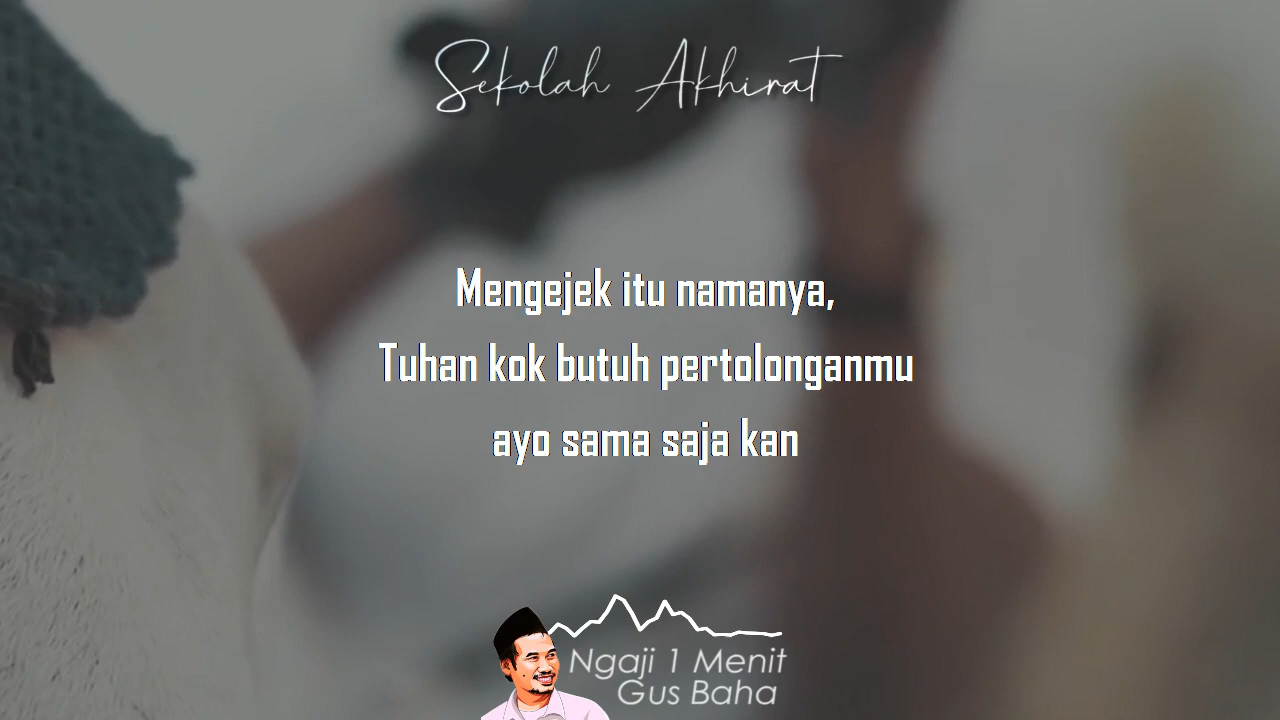 Sekolah Akhirat
Mengejek itu namanya,
Tuhan kok butuh pertolonganmu
ayo sama saja kan
Ngaji 1 Menit
Gus Baha